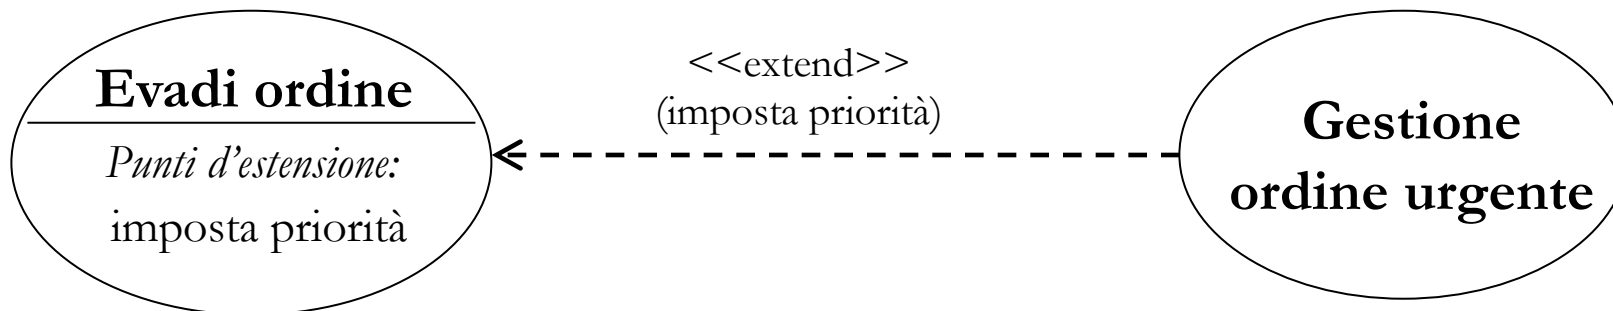 Evadi ordine
Punti d’estensione:
imposta priorità
<<extend>>
(imposta priorità)
Gestione
ordine urgente